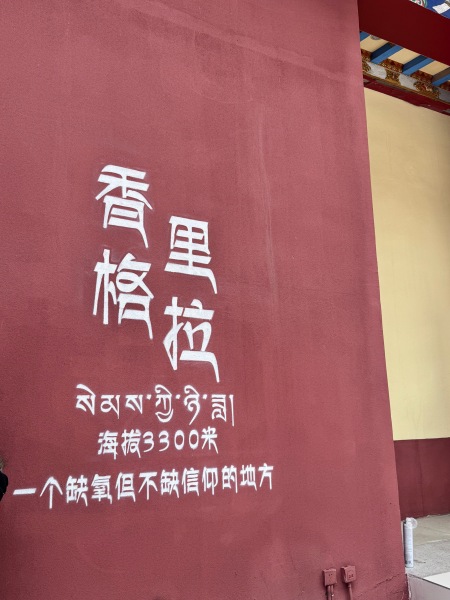 香格里拉
སེམས་ཀྱི་ཉི་ཟླ།
海拔3300米
一个缺氧但不缺信仰的地方